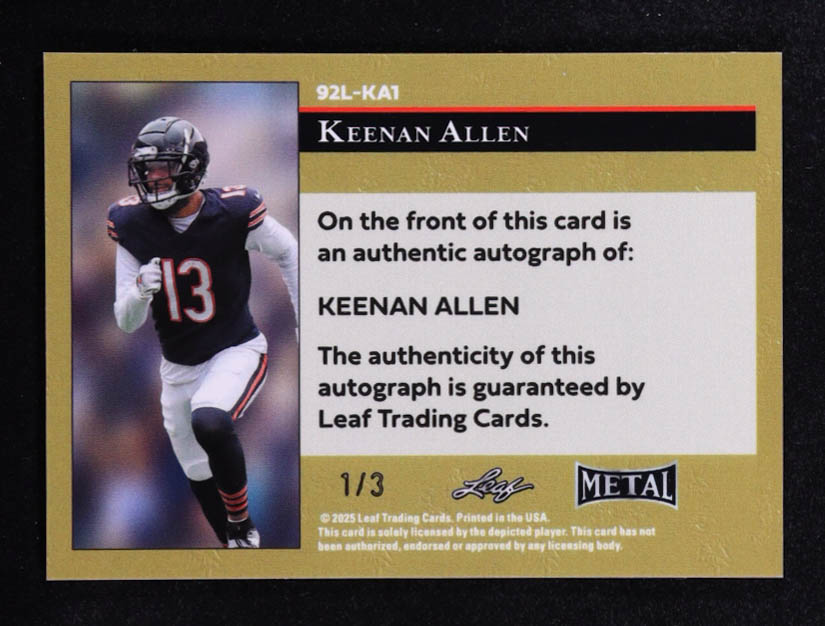 92L-KA1
KEENAN ALLEN
On the front of this card is
an authentic autograph of:
KEENAN ALLEN
The authenticity of this
autograph is guaranteed by
Leaf Trading Cards.
1/3
Leaf
METAL
© 2025 Leaf Trading Cards. Printed in the USA.
This card is solely licensed by the depicted player. This card has not
been authorized, endorsed or approved by any licensing body.
13
13
13